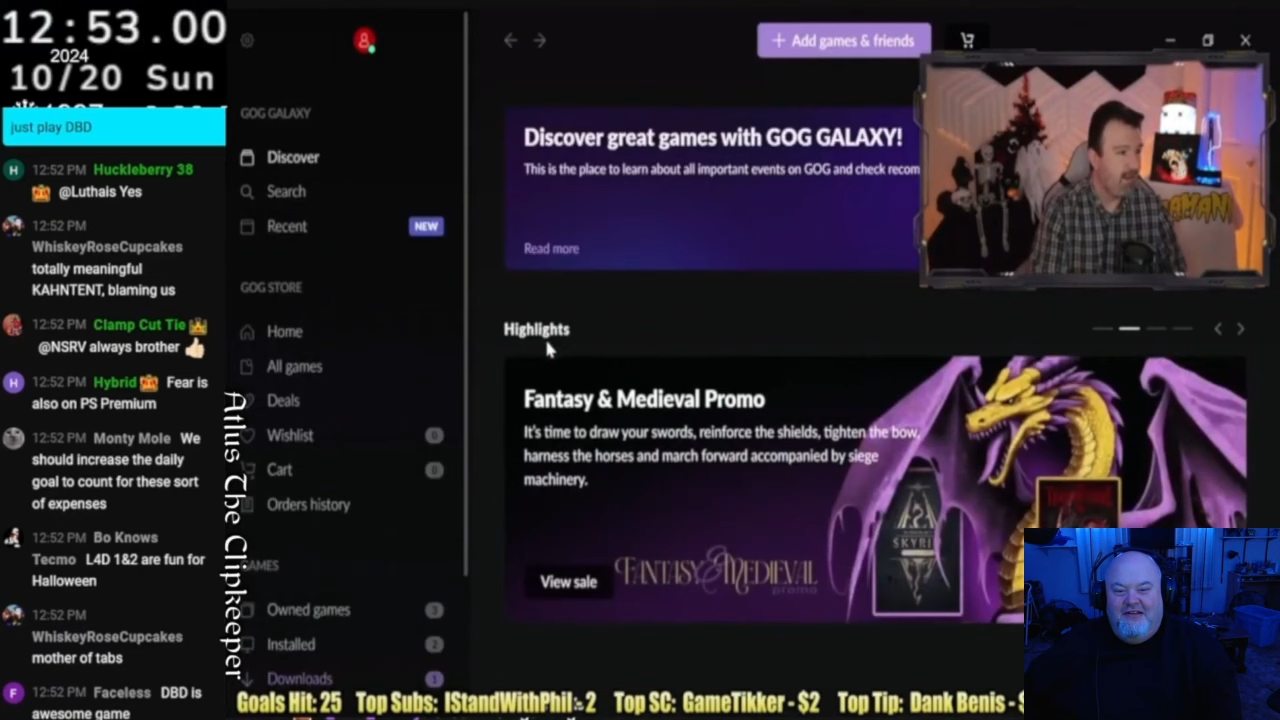 12:53.00
2024
10/20 Sun
just play DBD
12:52 PM Huckleberry 38
@Luthais Yes
12:52 PM
WhiskeyRoseCupcakes
totally meaningful
KAHNTENT, blaming us
12:52 PM Clamp Cut Tie
@NSRV always brother
12:52 PM Hybrid Fear is
also on PS Premium
12:52 PM Monty Mole We
should increase the daily
goal to count for these sort
of expenses
12:52 PM Bo Knows
Tecmo L4D 1&2 are fun for
Halloween
12:52 PM
WhiskeyRoseCupcakes
mother of tabs
12:52 PM Faceless DBD is
awesome game
Atlus The Clipkeeper
GOG GALAXY
Discover
Search
Recent NEW
GOG STORE
Home
All games
Deals
Wishlist 0
Cart 0
Orders history
GAMES
Owned games 3
Installed 2
Downloads 1
+ Add games & friends
Discover great games with GOG GALAXY!
This is the place to learn about all important events on GOG and check recom
Read more
Highlights
Fantasy & Medieval Promo
It's time to draw your swords, reinforce the shields, tighten the bow,
harness the horses and march forward accompanied by siege
machinery.
View sale
FANTASY & MEDIEVAL
promo
SKYRI
Goals Hit: 25 Top Subs: IStandWithPhil - 2 Top SC: GameTikker - $2 Top Tip: Dank Benis - $